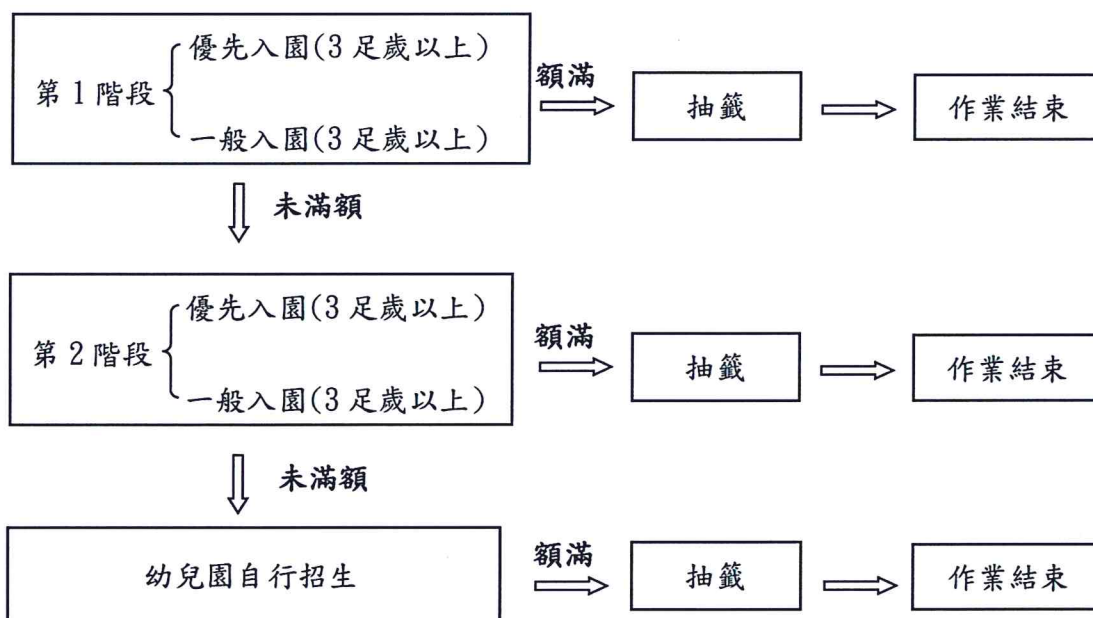 優先入園(3足歲以上)
第1階段
一般入園(3足歲以上)
額滿
抽籤
作業結束
未滿額
優先入園(3足歲以上)
第2階段
一般入園(3足歲以上)
額滿
抽籤
作業結束
未滿額
幼兒園自行招生
額滿
抽籤
作業結束